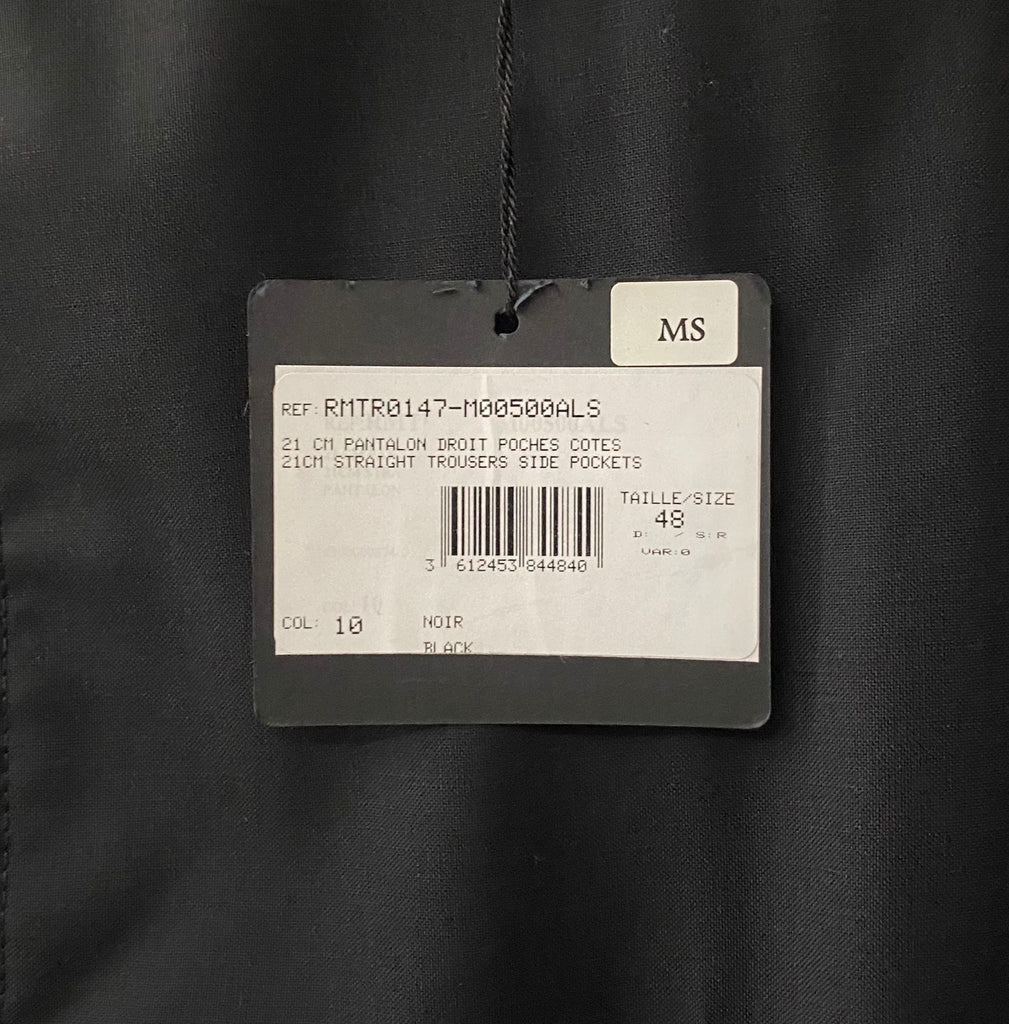 MS
REF: RMTR0147-M00500ALS
21 CM PANTALON DROIT POCHES COTES
21CM STRAIGHT TROUSERS SIDE POCKETS
TAILLE/SIZE
48
D: / S:R
VAR:0
3 612453 844840
COL: 10 NOIR
BLACK